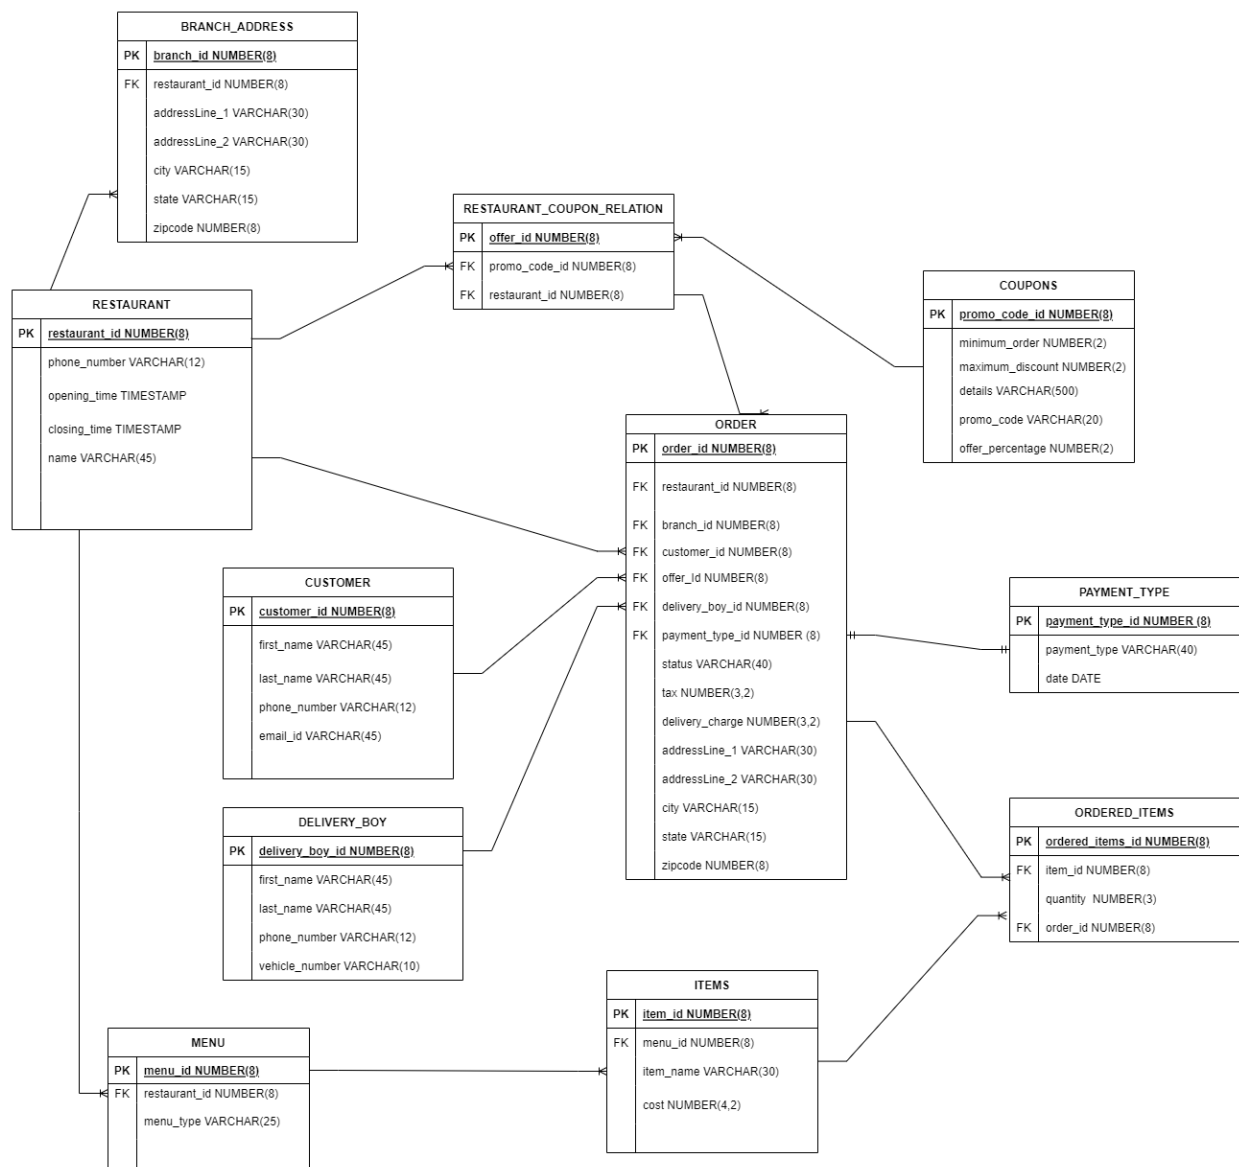 BRANCH_ADDRESS
PK branch_id NUMBER(8)
FK restaurant_id NUMBER(8)
addressLine_1 VARCHAR(30)
addressLine_2 VARCHAR(30)
city VARCHAR(15)
state VARCHAR(15)
zipcode NUMBER(8)
RESTAURANT_COUPON_RELATION
PK offer_id NUMBER(8)
FK promo_code_id NUMBER(8)
FK restaurant_id NUMBER(8)
COUPONS
PK promo_code_id NUMBER(8)
minimum_order NUMBER(2)
maximum_discount NUMBER(2)
details VARCHAR(500)
promo_code VARCHAR(20)
offer_percentage NUMBER(2)
RESTAURANT
PK restaurant_id NUMBER(8)
phone_number VARCHAR(12)
opening_time TIMESTAMP
closing_time TIMESTAMP
name VARCHAR(45)
ORDER
PK order_id NUMBER(8)
FK restaurant_id NUMBER(8)
FK branch_id NUMBER(8)
FK customer_id NUMBER(8)
FK offer_Id NUMBER(8)
FK delivery_boy_id NUMBER(8)
FK payment_type_id NUMBER (8)
status VARCHAR(40)
tax NUMBER(3,2)
delivery_charge NUMBER(3,2)
addressLine_1 VARCHAR(30)
addressLine_2 VARCHAR(30)
city VARCHAR(15)
state VARCHAR(15)
zipcode NUMBER(8)
CUSTOMER
PK customer_id NUMBER(8)
first_name VARCHAR(45)
last_name VARCHAR(45)
phone_number VARCHAR(12)
email_id VARCHAR(45)
PAYMENT_TYPE
PK payment_type_id NUMBER (8)
payment_type VARCHAR(40)
date DATE
DELIVERY_BOY
PK delivery_boy_id NUMBER(8)
first_name VARCHAR(45)
last_name VARCHAR(45)
phone_number VARCHAR(12)
vehicle_number VARCHAR(10)
ORDERED_ITEMS
PK ordered_items_id NUMBER(8)
FK item_id NUMBER(8)
quantity NUMBER(3)
FK order_id NUMBER(8)
ITEMS
PK item_id NUMBER(8)
FK menu_id NUMBER(8)
item_name VARCHAR(30)
cost NUMBER(4,2)
MENU
PK menu_id NUMBER(8)
FK restaurant_id NUMBER(8)
menu_type VARCHAR(25)